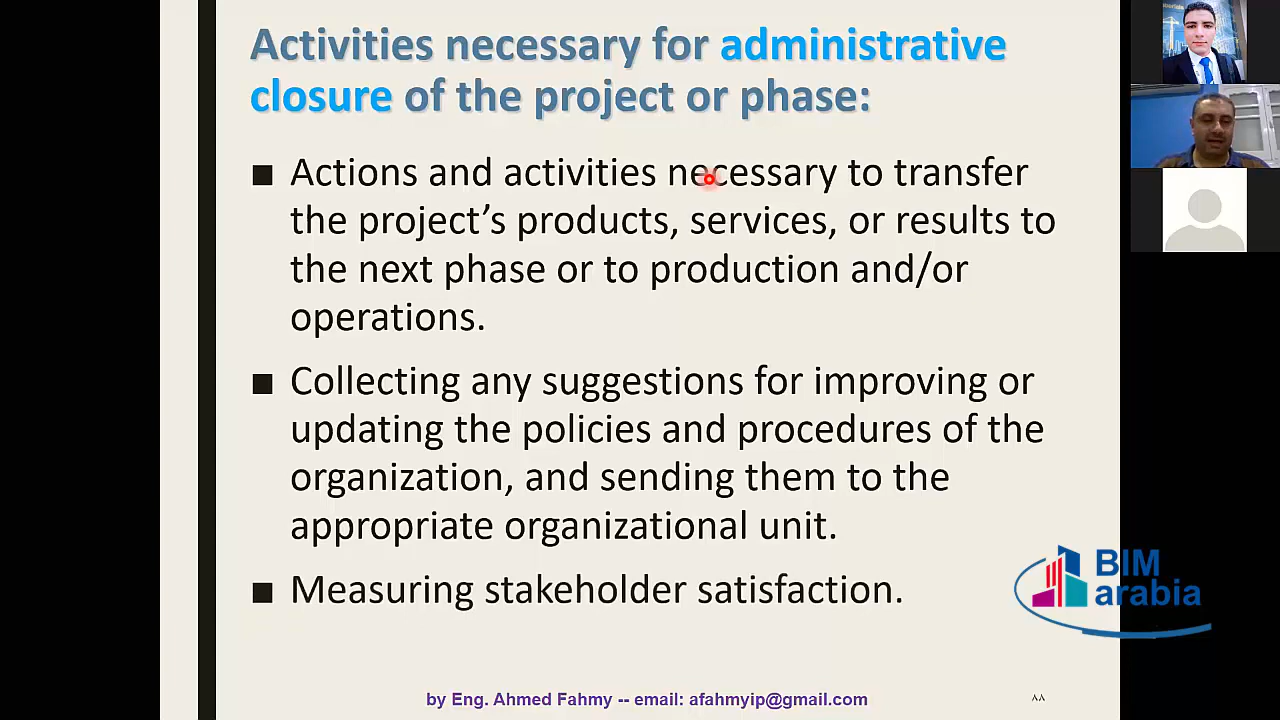 Activities necessary for administrative
closure of the project or phase:
■ Actions and activities necessary to transfer
the project’s products, services, or results to
the next phase or to production and/or
operations.
■ Collecting any suggestions for improving or
updating the policies and procedures of the
organization, and sending them to the
appropriate organizational unit.
■ Measuring stakeholder satisfaction.
BIM
arabia
by Eng. Ahmed Fahmy -- email: afahmyip@gmail.com
^^